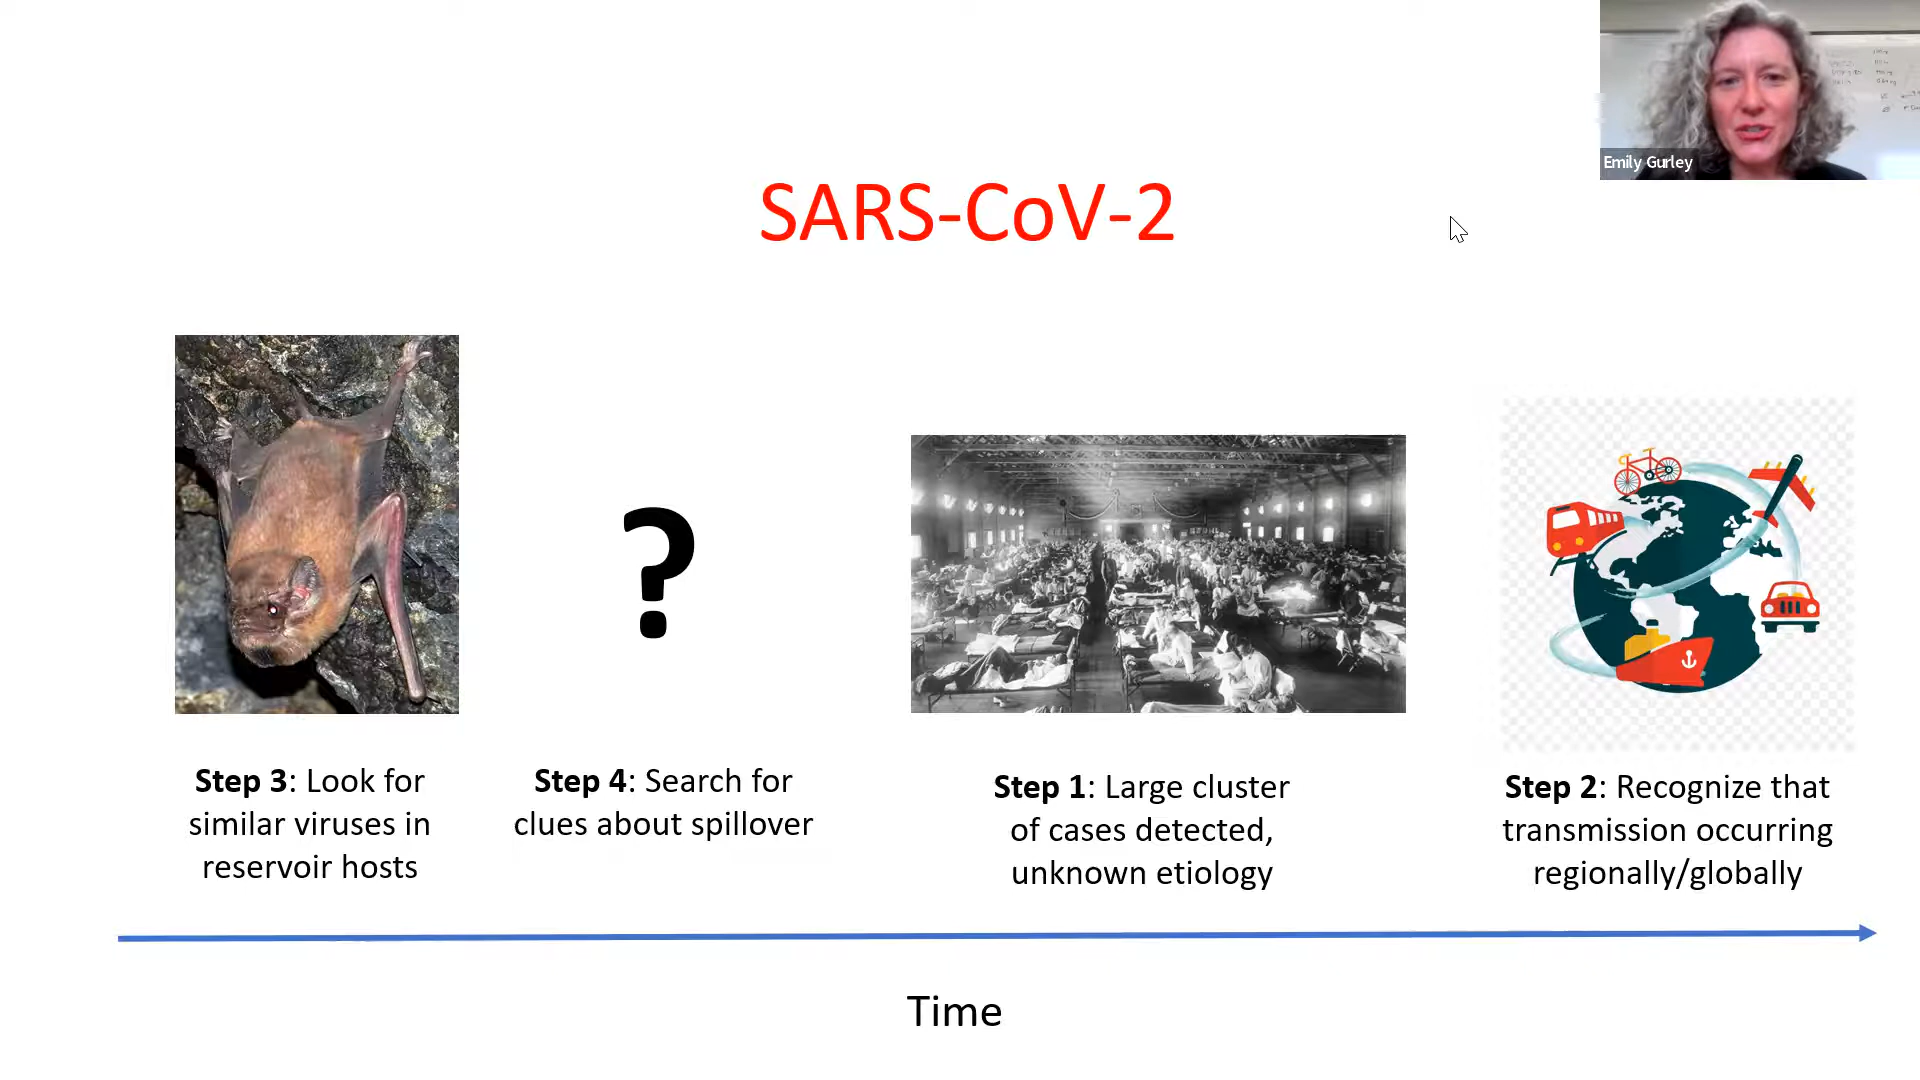 Emily Gurley
SARS-CoV-2
Step 3: Look for
similar viruses in
reservoir hosts
Step 4: Search for
clues about spillover
Step 1: Large cluster
of cases detected,
unknown etiology
Step 2: Recognize that
transmission occurring
regionally/globally
Time